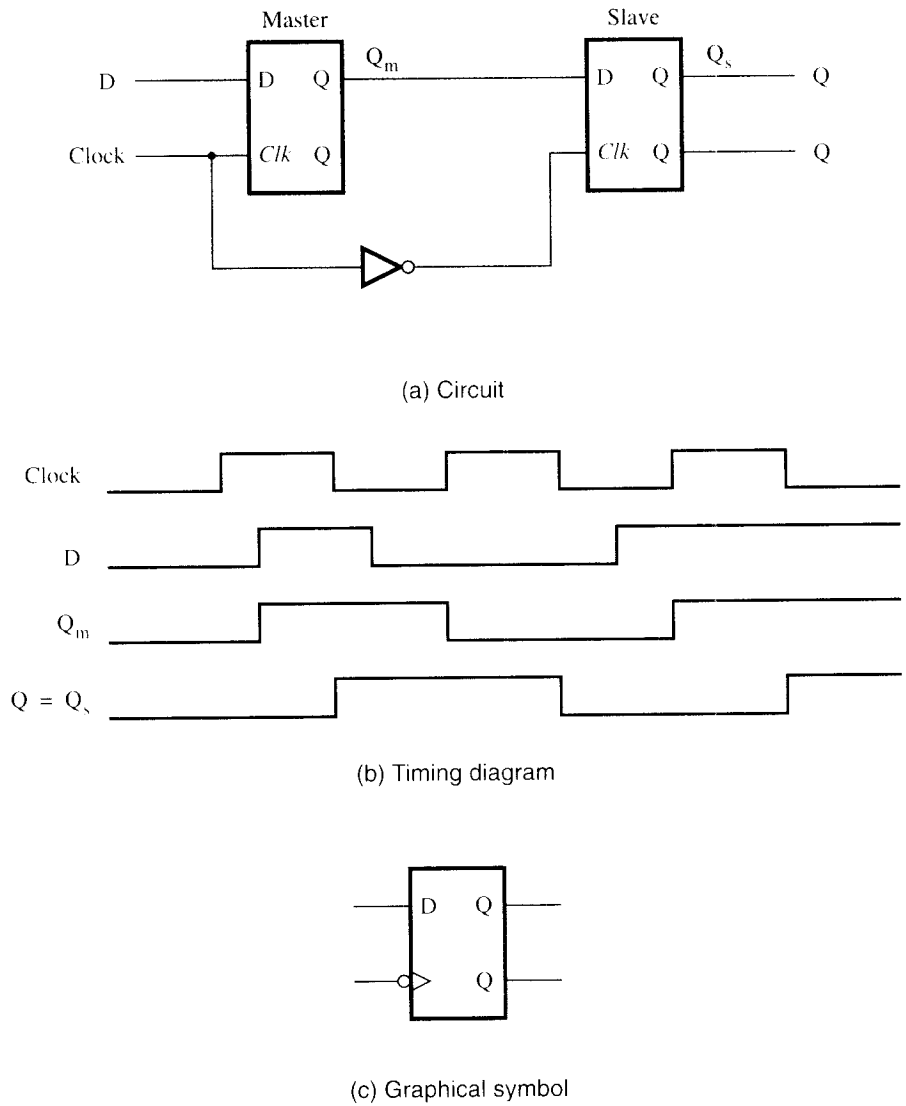 Master Slave
D D Q Q_m D Q Q_s Q
Clock Clk Q Clk Q Q
(a) Circuit
Clock
D
Q_m
Q = Q_s
(b) Timing diagram
D Q
Q
(c) Graphical symbol